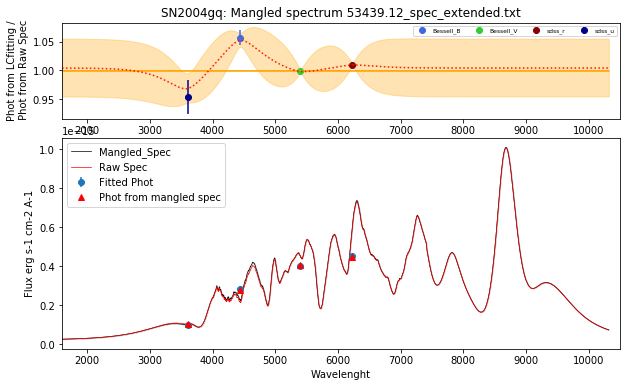 SN2004gq: Mangled spectrum 53439.12_spec_extended.txt
Phot from LCfitting /
Phot from Raw Spec
1.05
1.00
0.95
Bessell_B
Bessell_V
sdss_r
sdss_u
2000 3000 4000 5000 6000 7000 8000 9000 10000
1e−15
Flux erg s-1 cm-2 A-1
1.0
0.8
0.6
0.4
0.2
0.0
Mangled_Spec
Raw Spec
Fitted Phot
Phot from mangled spec
2000 3000 4000 5000 6000 7000 8000 9000 10000
Wavelenght